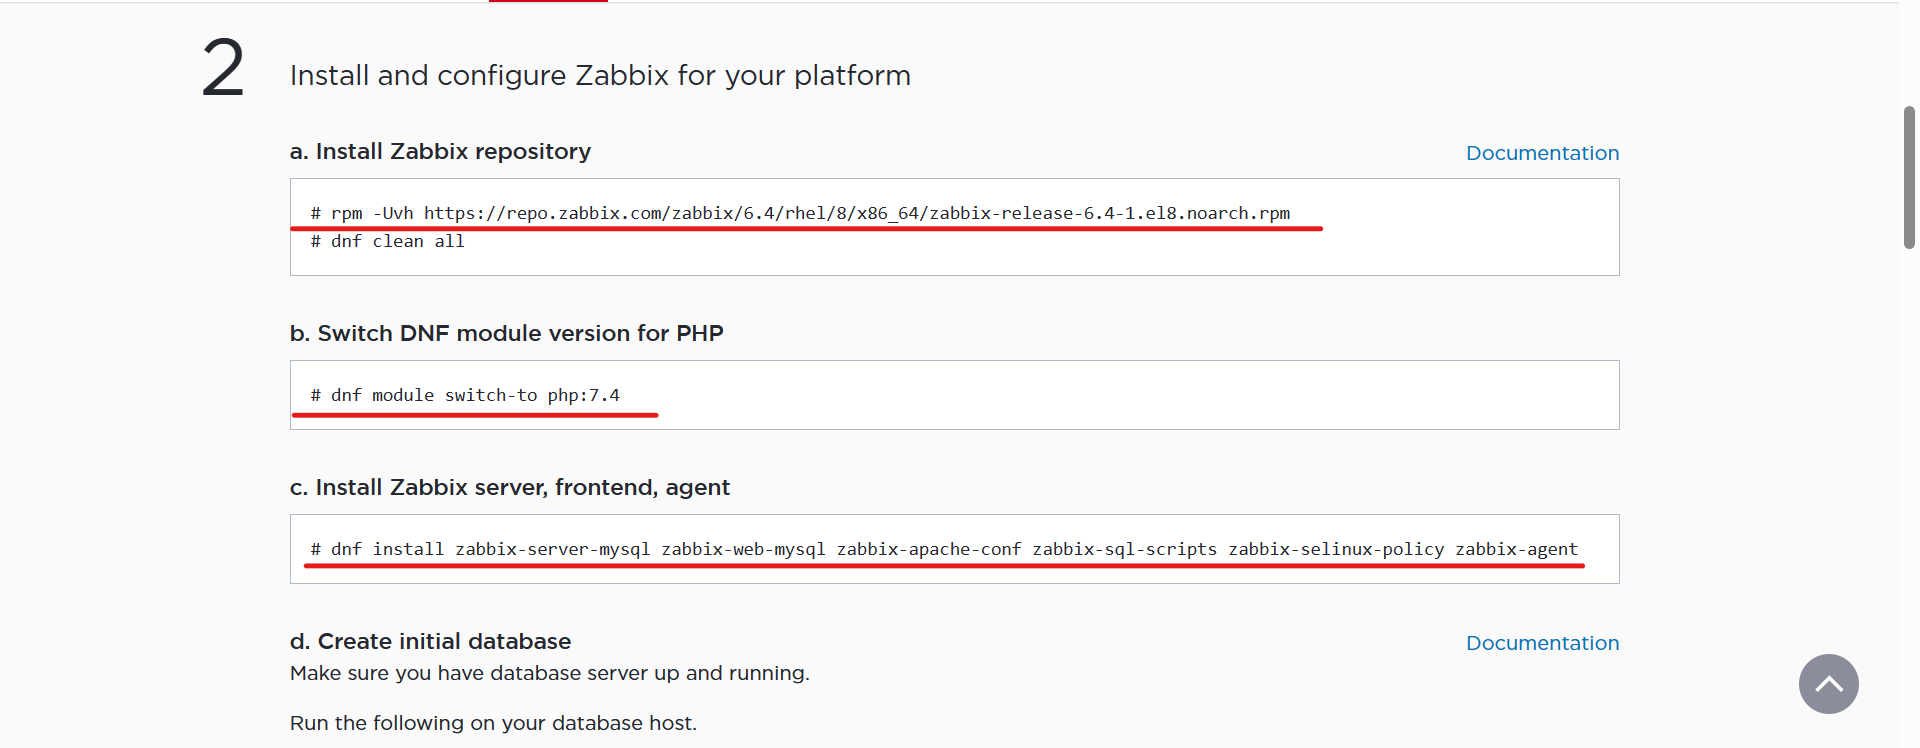 2
Install and configure Zabbix for your platform
a. Install Zabbix repository
Documentation
# rpm -Uvh https://repo.zabbix.com/zabbix/6.4/rhel/8/x86_64/zabbix-release-6.4-1.el8.noarch.rpm
# dnf clean all
b. Switch DNF module version for PHP
# dnf module switch-to php:7.4
c. Install Zabbix server, frontend, agent
# dnf install zabbix-server-mysql zabbix-web-mysql zabbix-apache-conf zabbix-sql-scripts zabbix-selinux-policy zabbix-agent
d. Create initial database
Documentation
Make sure you have database server up and running.
Run the following on your database host.